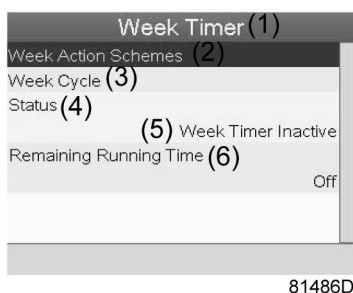 Week Timer (1)
Week Action Schemes (2)
Week Cycle (3)
Status (4)
(5) Week Timer Inactive
Remaining Running Time (6)
Off
81486D